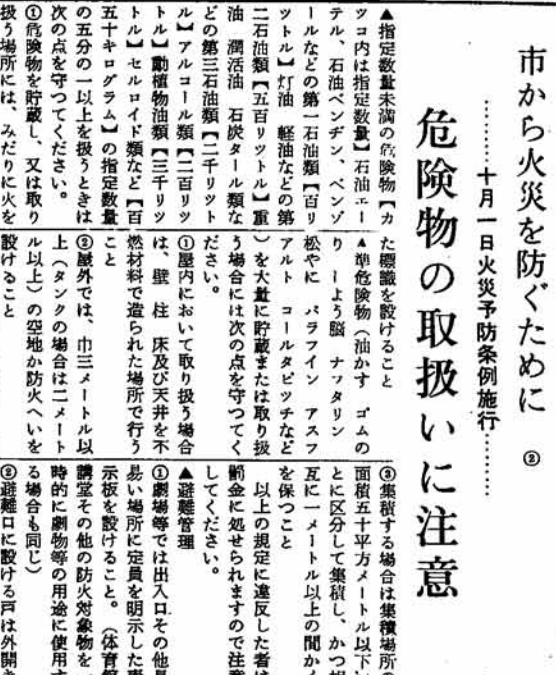 市から火災を防ぐために ②
十月一日火災予防条例施行
危険物の取扱いに注意
▲指定数量未満の危険物【カ
ツコ内は指定数量】石油エー
テル、石油ベンヂン、ベンゾ
ールなどの第一石油類【百リ
ツトル】灯油 軽油などの第
二石油類【五百リツトル】重
油 潤活油 石炭タール類な
どの第三石油類【二千リツト
ル】アルコール類【二百リツ
トル】動植物油類【三千リツ
トル】セルロイド類など【百
五十キログラム】の指定数量
の五分の一以上を扱うときは
次の点を守つてください。
①危険物を貯蔵し、又は取り
扱う場所には、みだりに火を
た標識を設けること
▲準危険物（油かす ゴムの
り しよう脳 ナフタリン
松やに パラフイン アスフ
アルト コールタピツチなど
）を大量に貯蔵または取り扱
う場合には次の点を守つてく
ださい。
①屋内において取り扱う場合
は、壁 柱 床及び天井を不
燃材料で造られた場所で行う
こと
②屋外では、巾三メートル以
上（タンクの場合は二メート
ル以上）の空地か防火へいを
設けること
③集積する場合は集積場所の
面積五十平方メートル以下
とに区分して集積し、かつ相
互に一メートル以上の間か
を保つこと
以上の規定に違反した者は
罰金に処せられますので注意
してください。
▲避難管理
①劇場等では出入口その他見
易い場所に定員を明示した
示板を設けること。（体育館
講堂その他の防火対象物を一
時的に劇物等の用途に使用す
る場合も同じ）
②避難口に設ける戸は外開き